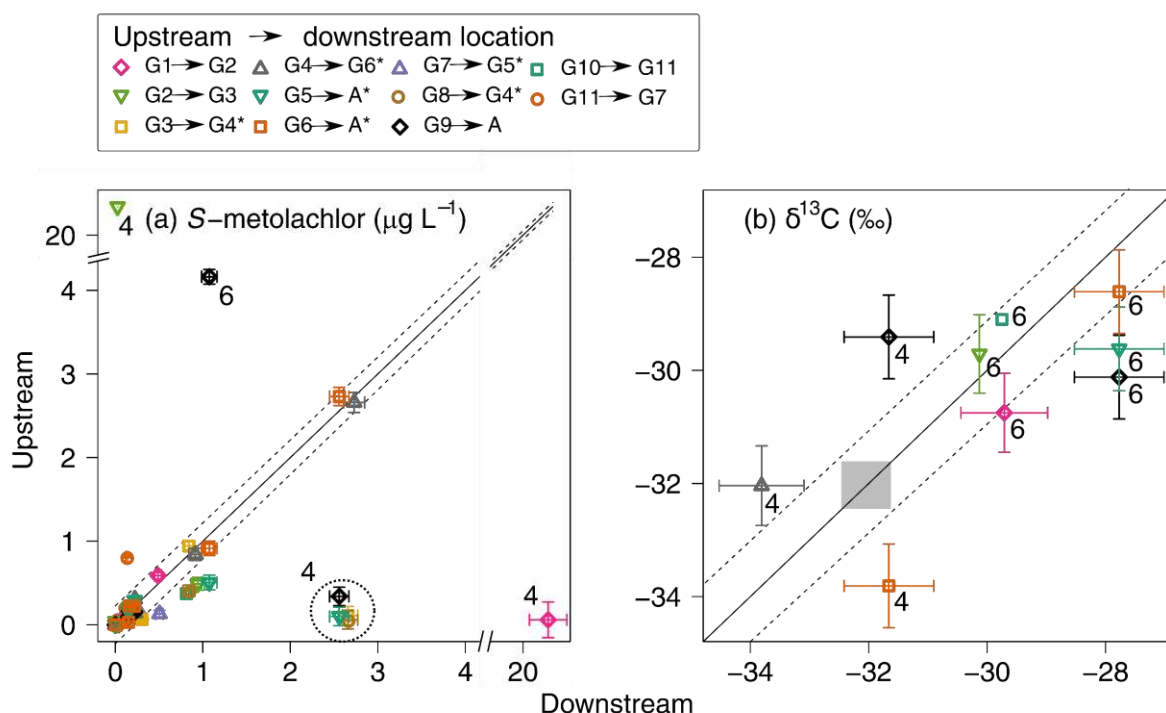 Upstream → downstream location
G1→G2 G4→G6* G7→G5* G10→G11
G2→G3 G5→A* G8→G4* G11→G7
G3→G4* G6→A* G9→A
(a) S−metolachlor (µg L⁻¹)
4
20
6
4
3
2
1
0
4
4
0 1 2 3 4 20
Upstream
(b) δ¹³C (‰)
−28
−30
−32
−34
6
6
4
6
6
6
6
4
4
−34 −32 −30 −28
Downstream